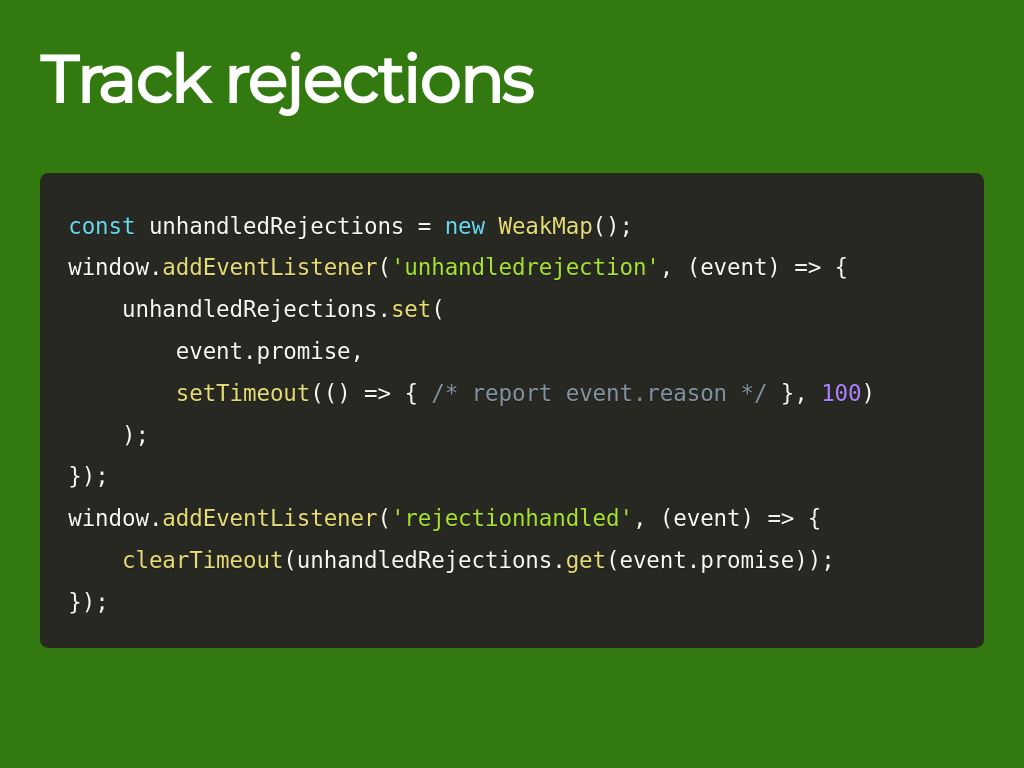 Track rejections
const unhandledRejections = new WeakMap();
window.addEventListener('unhandledrejection', (event) => {
    unhandledRejections.set(
        event.promise,
        setTimeout(() => { /* report event.reason */ }, 100)
    );
});
window.addEventListener('rejectionhandled', (event) => {
    clearTimeout(unhandledRejections.get(event.promise));
});